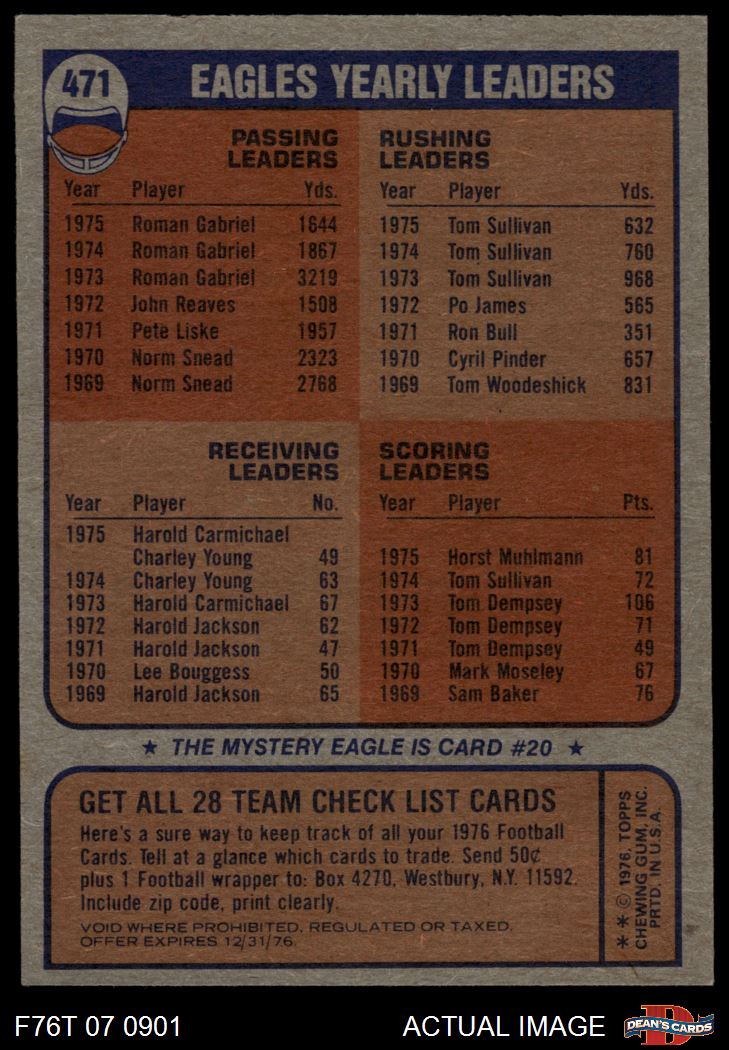 471
EAGLES YEARLY LEADERS
PASSING
LEADERS
Year Player Yds.
1975 Roman Gabriel 1644
1974 Roman Gabriel 1867
1973 Roman Gabriel 3219
1972 John Reaves 1508
1971 Pete Liske 1957
1970 Norm Snead 2323
1969 Norm Snead 2768
RUSHING
LEADERS
Year Player Yds.
1975 Tom Sullivan 632
1974 Tom Sullivan 760
1973 Tom Sullivan 968
1972 Po James 565
1971 Ron Bull 351
1970 Cyril Pinder 657
1969 Tom Woodeshick 831
RECEIVING
LEADERS
Year Player No.
1975 Harold Carmichael
Charley Young 49
1974 Charley Young 63
1973 Harold Carmichael 67
1972 Harold Jackson 62
1971 Harold Jackson 47
1970 Lee Bouggess 50
1969 Harold Jackson 65
SCORING
LEADERS
Year Player Pts.
1975 Horst Muhlmann 81
1974 Tom Sullivan 72
1973 Tom Dempsey 106
1972 Tom Dempsey 71
1971 Tom Dempsey 49
1970 Mark Moseley 67
1969 Sam Baker 76
★ THE MYSTERY EAGLE IS CARD #20 ★
GET ALL 28 TEAM CHECK LIST CARDS
Here's a sure way to keep track of all your 1976 Football
Cards. Tell at a glance which cards to trade. Send 50¢
plus 1 Football wrapper to: Box 4270, Westbury, N.Y. 11592.
Include zip code, print clearly.
VOID WHERE PROHIBITED, REGULATED OR TAXED.
OFFER EXPIRES 12/31/76
** © 1976, TOPPS
CHEWING GUM, INC.
PRTD. IN U.S.A.
F76T 07 0901
ACTUAL IMAGE
D
DEAN'S CARDS